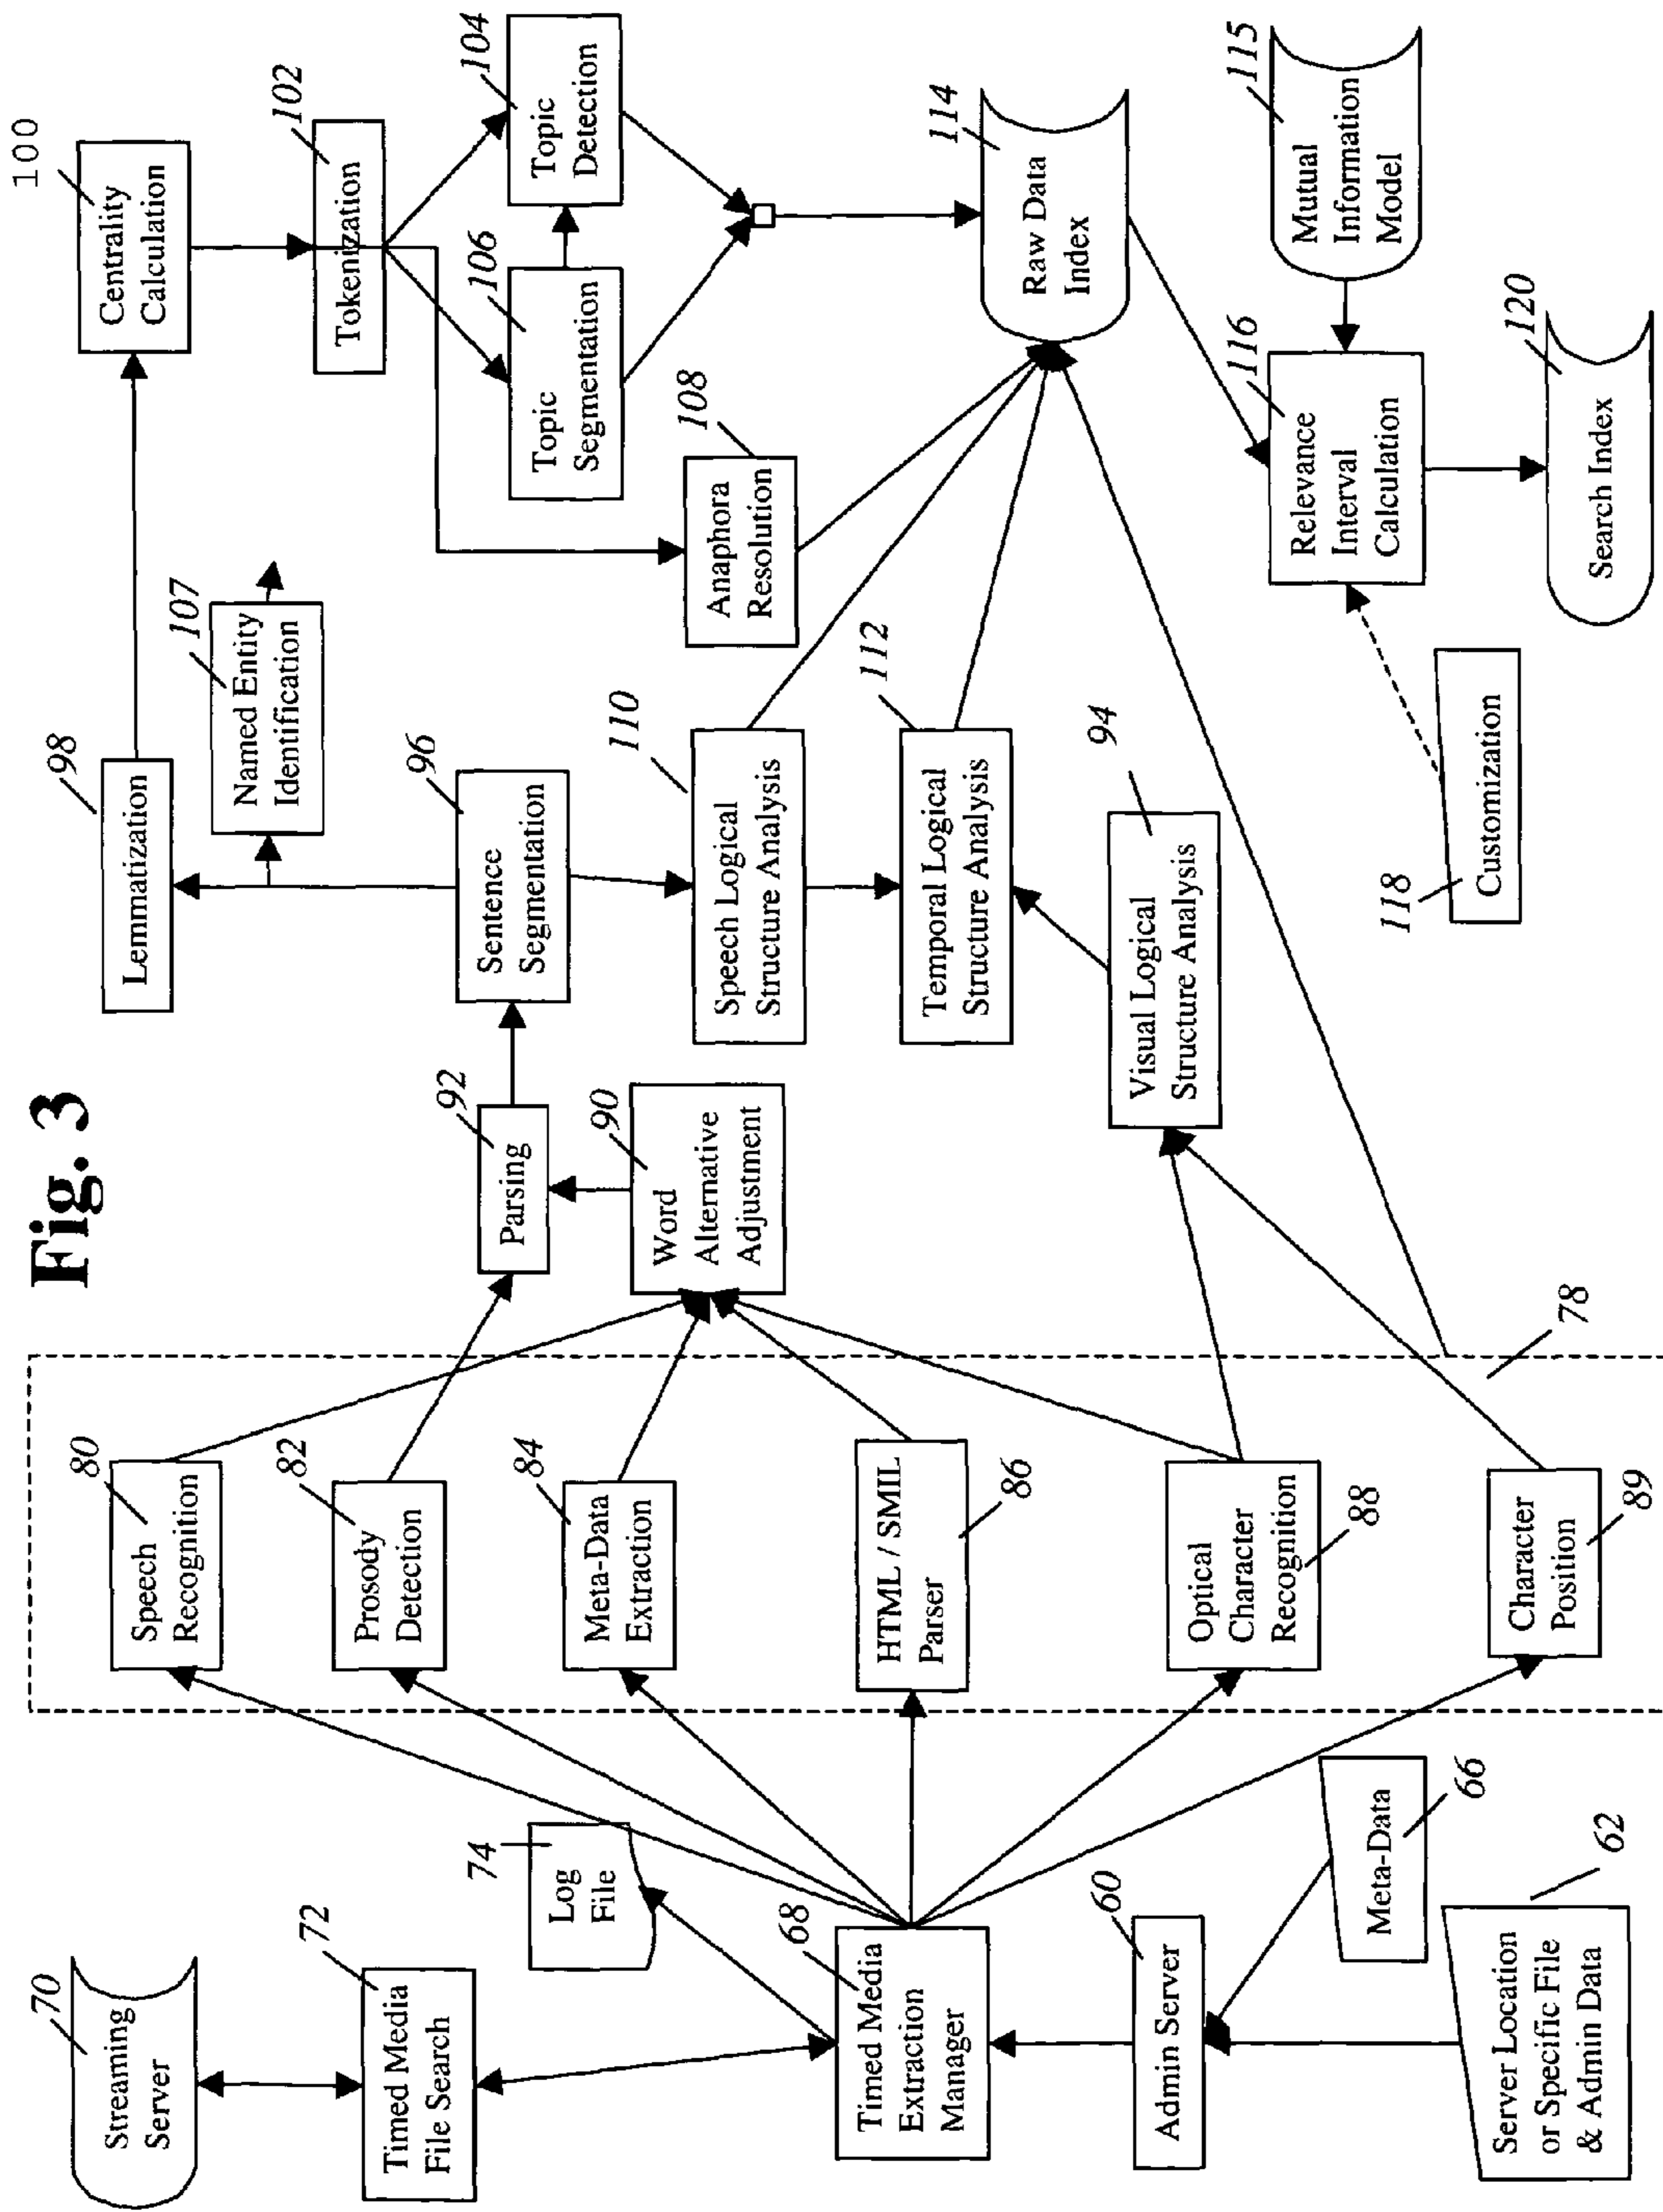 Fig. 3
70
Streaming
Server
72
Timed Media
File Search
74
Log
File
68
Timed Media
Extraction
Manager
60
Admin Server
Meta-Data
66
Server Location
or Specific File
& Admin Data
62
80
Speech
Recognition
82
Prosody
Detection
84
Meta-Data
Extraction
HTML / SMIL
Parser
86
Optical
Character
Recognition
88
Character
Position
89
78
92
Parsing
90
Word
Alternative
Adjustment
98
Lemmatization
107
Named Entity
Identification
96
Sentence
Segmentation
110
Speech Logical
Structure Analysis
112
Temporal Logical
Structure Analysis
94
Visual Logical
Structure Analysis
118
Customization
100
Centrality
Calculation
102
Tokenization
104
Topic
Detection
106
Topic
Segmentation
108
Anaphora
Resolution
114
Raw Data
Index
115
Mutual
Information
Model
116
Relevance
Interval
Calculation
120
Search Index